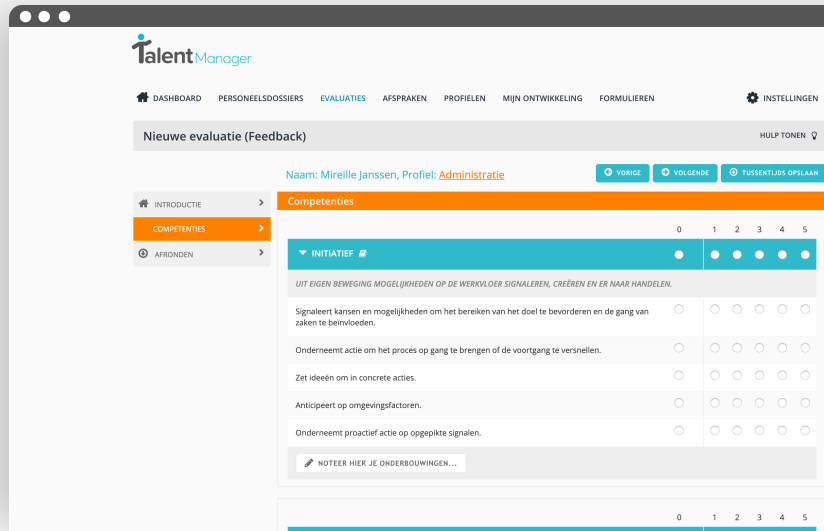 Talent Manager
DASHBOARD PERSONEELSDOSSIERS EVALUATIES AFSPRAKEN PROFIELEN MIJN ONTWIKKELING FORMULIEREN INSTELLINGEN
Nieuwe evaluatie (Feedback) HULP TONEN
Naam: Mireille Janssen, Profiel: Administratie VORIGE VOLGENDE TUSSENTIJDS OPSLAAN
INTRODUCTIE
COMPETENTIES
AFRONDEN
Competenties
0 1 2 3 4 5
INITIATIEF
UIT EIGEN BEWEGING MOGELIJKHEDEN OP DE WERKVLOER SIGNALEREN, CREËREN EN ER NAAR HANDELEN.
Signaleert kansen en mogelijkheden om het bereiken van het doel te bevorderen en de gang van
zaken te beïnvloeden.
Onderneemt actie om het proces op gang te brengen of de voortgang te versnellen.
Zet ideeën om in concrete acties.
Anticipeert op omgevingsfactoren.
Onderneemt proactief actie op opgepikte signalen.
NOTEER HIER JE ONDERBOUWINGEN...
0 1 2 3 4 5